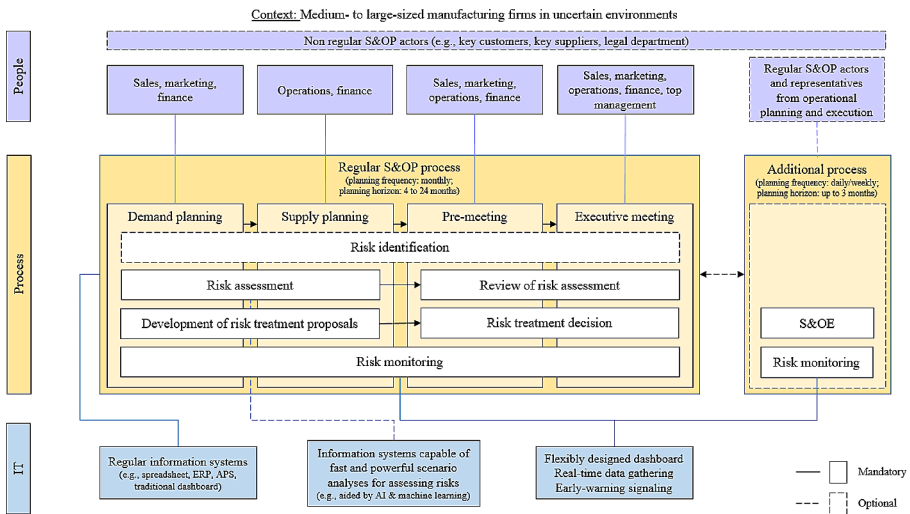 Context: Medium- to large-sized manufacturing firms in uncertain environments
People
Non regular S&OP actors (e.g., key customers, key suppliers, legal department)
Sales, marketing,
finance
Operations, finance
Sales, marketing,
operations, finance
Sales, marketing,
operations, finance, top
management
Regular S&OP actors
and representatives
from operational
planning and execution
Process
Regular S&OP process
(planning frequency: monthly;
planning horizon: 4 to 24 months)
Demand planning
Supply planning
Pre-meeting
Executive meeting
Risk identification
Risk assessment
Review of risk assessment
Development of risk treatment proposals
Risk treatment decision
Risk monitoring
Additional process
(planning frequency: daily/weekly;
planning horizon: up to 3 months)
S&OE
Risk monitoring
IT
Regular information systems
(e.g., spreadsheet, ERP, APS,
traditional dashboard)
Information systems capable of
fast and powerful scenario
analyses for assessing risks
(e.g., aided by AI & machine learning)
Flexibly designed dashboard
Real-time data gathering
Early-warning signaling
Mandatory
Optional